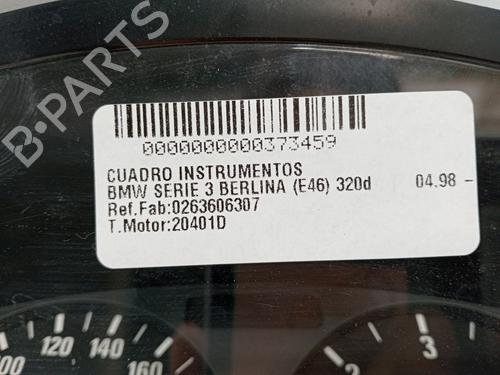 B-PARTS
0000000000373459
CUADRO INSTRUMENTOS
BMW SERIE 3 BERLINA (E46) 320d 04.98 -
Ref.Fab:0263606307
T.Motor:20401D
120 140 160
2 3